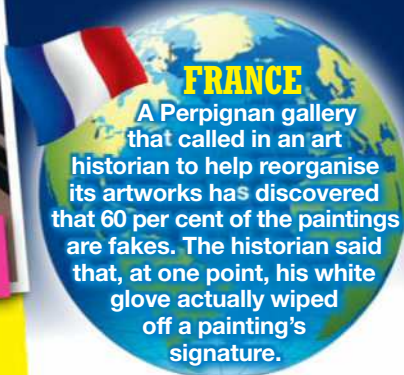 FRANCE
A Perpignan gallery
that called in an art
historian to help reorganise
its artworks has discovered
that 60 per cent of the paintings
are fakes. The historian said
that, at one point, his white
glove actually wiped
off a painting's
signature.